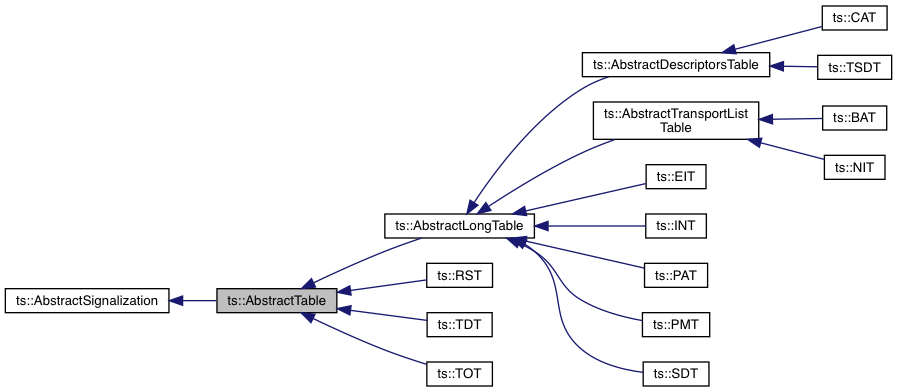 ts::CAT
ts::AbstractDescriptorsTable
ts::TSDT
ts::AbstractTransportList
Table
ts::BAT
ts::NIT
ts::EIT
ts::AbstractLongTable
ts::INT
ts::RST
ts::PAT
ts::AbstractSignalization
ts::AbstractTable
ts::TDT
ts::PMT
ts::TOT
ts::SDT